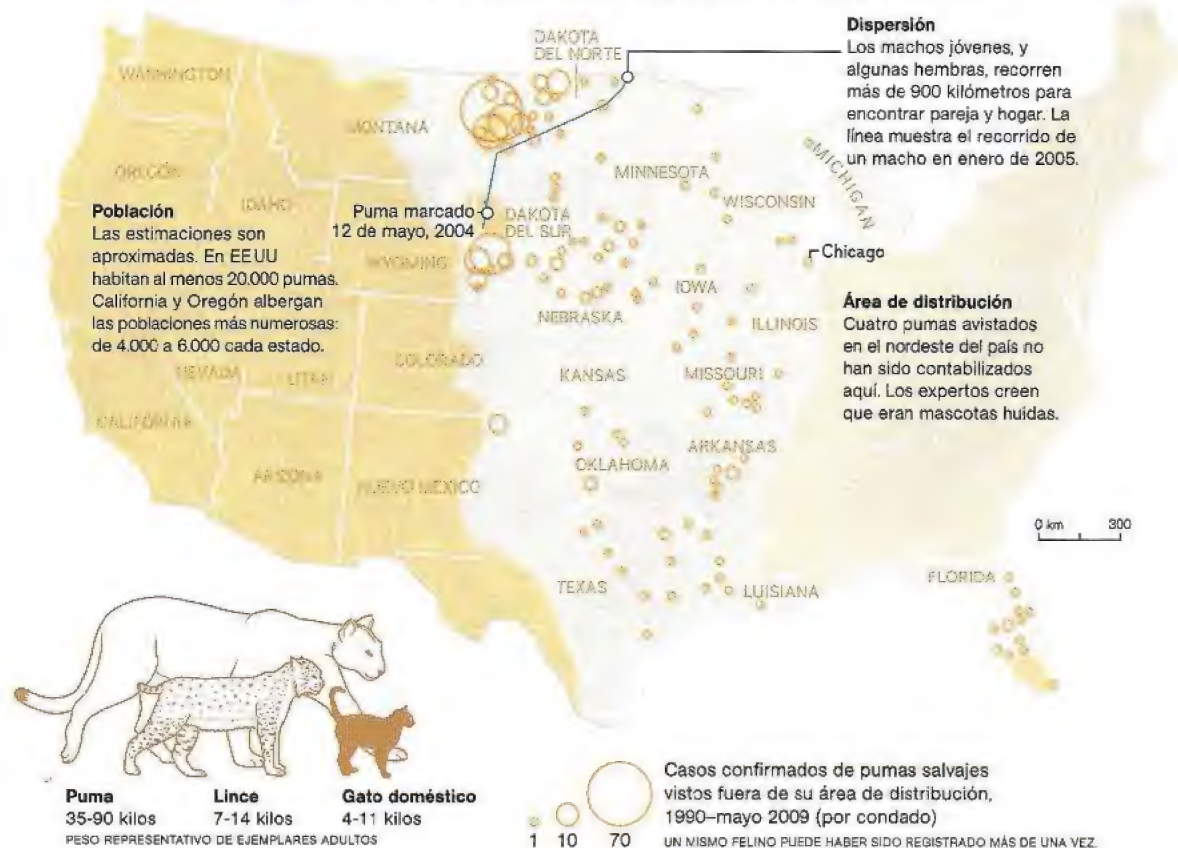 Dispersión
Los machos jóvenes, y
algunas hembras, recorren
más de 900 kilómetros para
encontrar pareja y hogar. La
línea muestra el recorrido de
un macho en enero de 2005.
DAKOTA
DEL NORTE
WASHINGTON
MONTANA
OREGÓN
IDAHO
MINNESOTA
MICHIGAN
WISCONSIN
Población
Las estimaciones son
aproximadas. En EE UU
habitan al menos 20.000 pumas.
California y Oregón albergan
las poblaciones más numerosas:
de 4.000 a 6.000 cada estado.
Puma marcado
12 de mayo, 2004
DAKOTA
DEL SUR
WYOMING
Chicago
IOWA
NEBRASKA
ILLINOIS
Área de distribución
Cuatro pumas avistados
en el nordeste del país no
han sido contabilizados
aquí. Los expertos creen
que eran mascotas huidas.
NEVADA
UTAH
COLORADO
KANSAS
MISSOURI
CALIFORNIA
ARIZONA
NUEVO MÉXICO
OKLAHOMA
ARKANSAS
0 km 300
TEXAS
LUISIANA
FLORIDA
Puma
35-90 kilos
Lince
7-14 kilos
Gato doméstico
4-11 kilos
PESO REPRESENTATIVO DE EJEMPLARES ADULTOS
1 10 70
Casos confirmados de pumas salvajes
vistos fuera de su área de distribución,
1990–mayo 2009 (por condado)
UN MISMO FELINO PUEDE HABER SIDO REGISTRADO MÁS DE UNA VEZ.